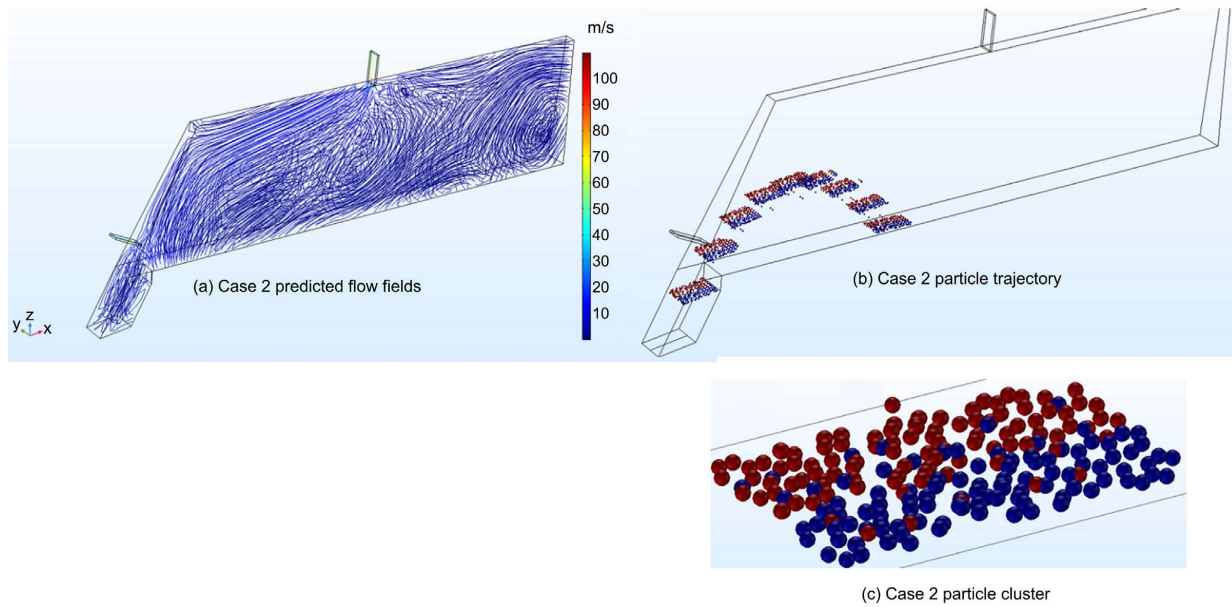 m/s
100
90
80
70
60
50
40
30
20
10
(a) Case 2 predicted flow fields
z
y x
(b) Case 2 particle trajectory
(c) Case 2 particle cluster